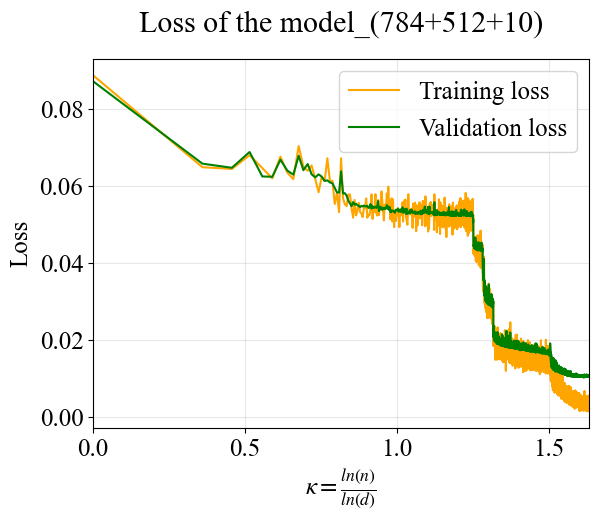 Loss of the model_(784+512+10)
Training loss
Validation loss
Loss
0.08
0.06
0.04
0.02
0.00
0.0 0.5 1.0 1.5
κ = ln(n)/ln(d)